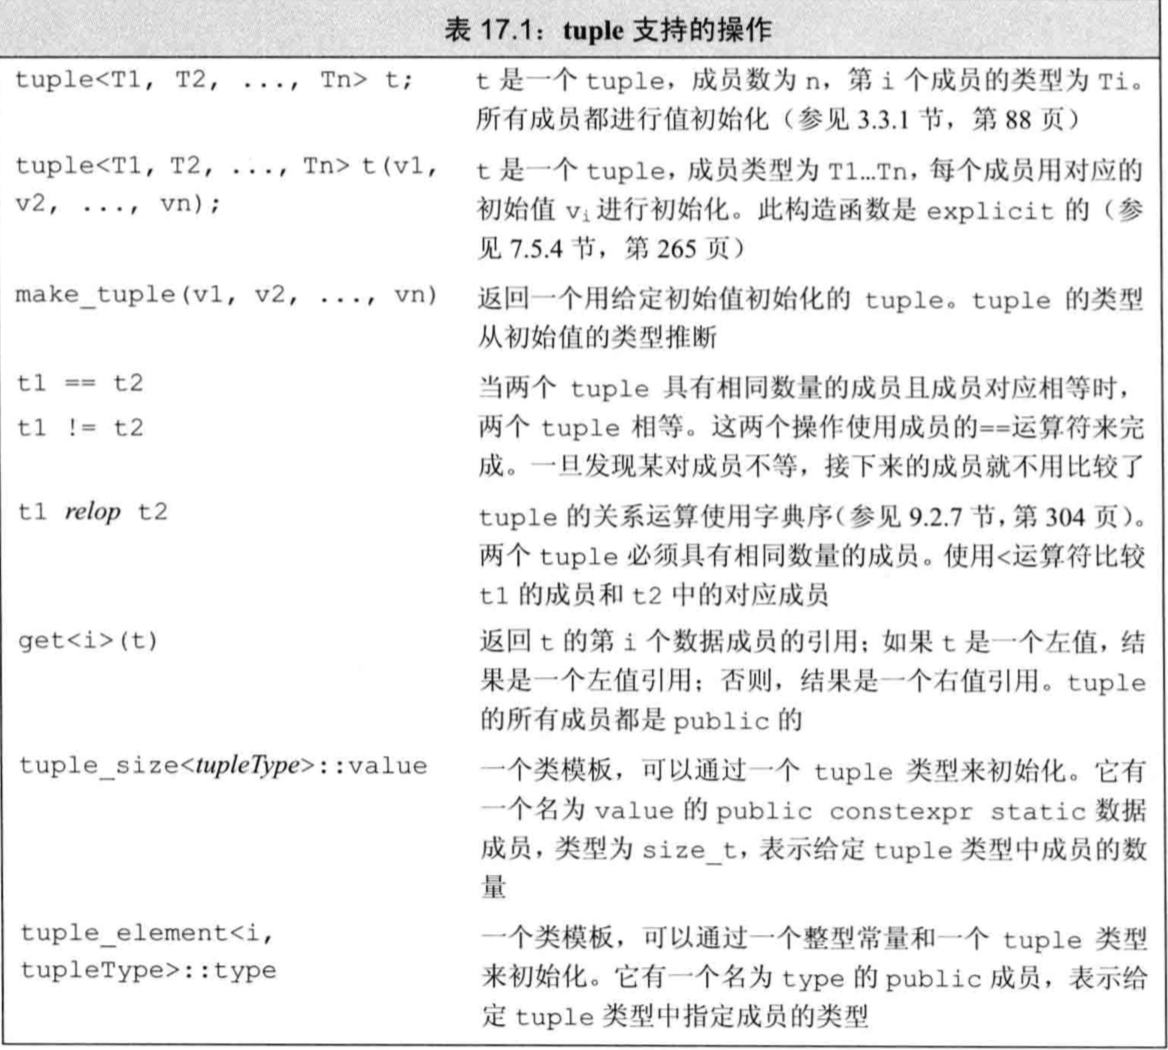 表 17.1：tuple 支持的操作
tuple<T1, T2, ..., Tn> t;
t 是一个 tuple，成员数为 n，第 i 个成员的类型为 Ti。
所有成员都进行值初始化（参见 3.3.1 节，第 88 页）
tuple<T1, T2, ..., Tn> t(v1,
v2, ..., vn);
t 是一个 tuple，成员类型为 T1…Tn，每个成员用对应的
初始值 vᵢ 进行初始化。此构造函数是 explicit 的（参
见 7.5.4 节，第 265 页）
make_tuple(v1, v2, ..., vn)
返回一个用给定初始值初始化的 tuple。tuple 的类型
从初始值的类型推断
t1 == t2
t1 != t2
当两个 tuple 具有相同数量的成员且成员对应相等时，
两个 tuple 相等。这两个操作使用成员的==运算符来完
成。一旦发现某对成员不等，接下来的成员就不用比较了
t1 relop t2
tuple 的关系运算使用字典序（参见 9.2.7 节，第 304 页）。
两个 tuple 必须具有相同数量的成员。使用<运算符比较
t1 的成员和 t2 中的对应成员
get<i>(t)
返回 t 的第 i 个数据成员的引用；如果 t 是一个左值，结
果是一个左值引用；否则，结果是一个右值引用。tuple
的所有成员都是 public 的
tuple_size<tupleType>::value
一个类模板，可以通过一个 tuple 类型来初始化。它有
一个名为 value 的 public constexpr static 数据
成员，类型为 size_t，表示给定 tuple 类型中成员的数
量
tuple_element<i,
tupleType>::type
一个类模板，可以通过一个整型常量和一个 tuple 类型
来初始化。它有一个名为 type 的 public 成员，表示给
定 tuple 类型中指定成员的类型